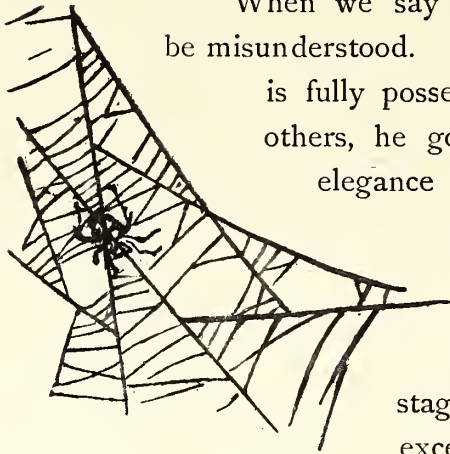 When we say
be misunderstood.
is fully posse
others, he go
elegance
stag
exce